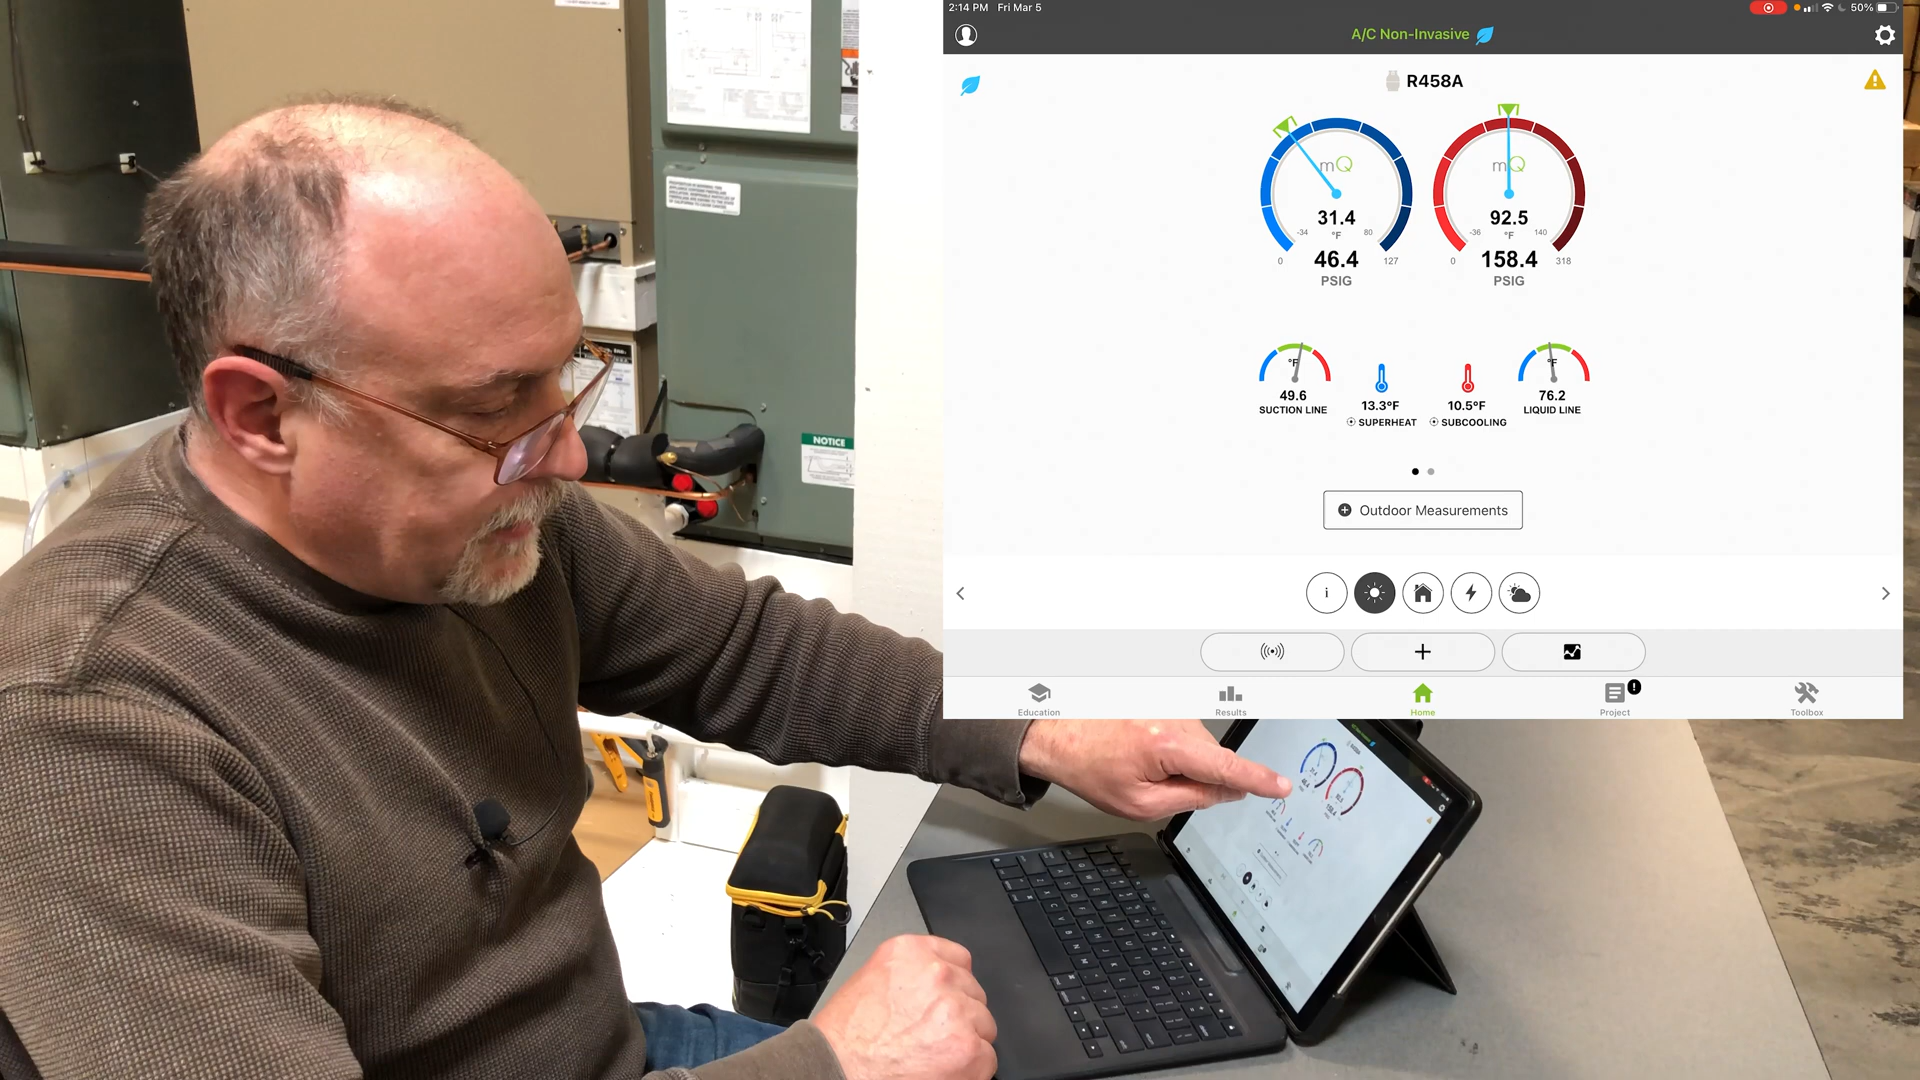 2:14 PM Fri Mar 5
50%
A/C Non-Invasive
R458A
mQ
31.4
°F
-34
80
46.4
0
127
PSIG
mQ
92.5
°F
-36
140
158.4
0
318
PSIG
°F
49.6
SUCTION LINE
13.3°F
SUPERHEAT
10.5°F
SUBCOOLING
°F
76.2
LIQUID LINE
Outdoor Measurements
i
Education
Results
Home
Project
!
Toolbox
NOTICE